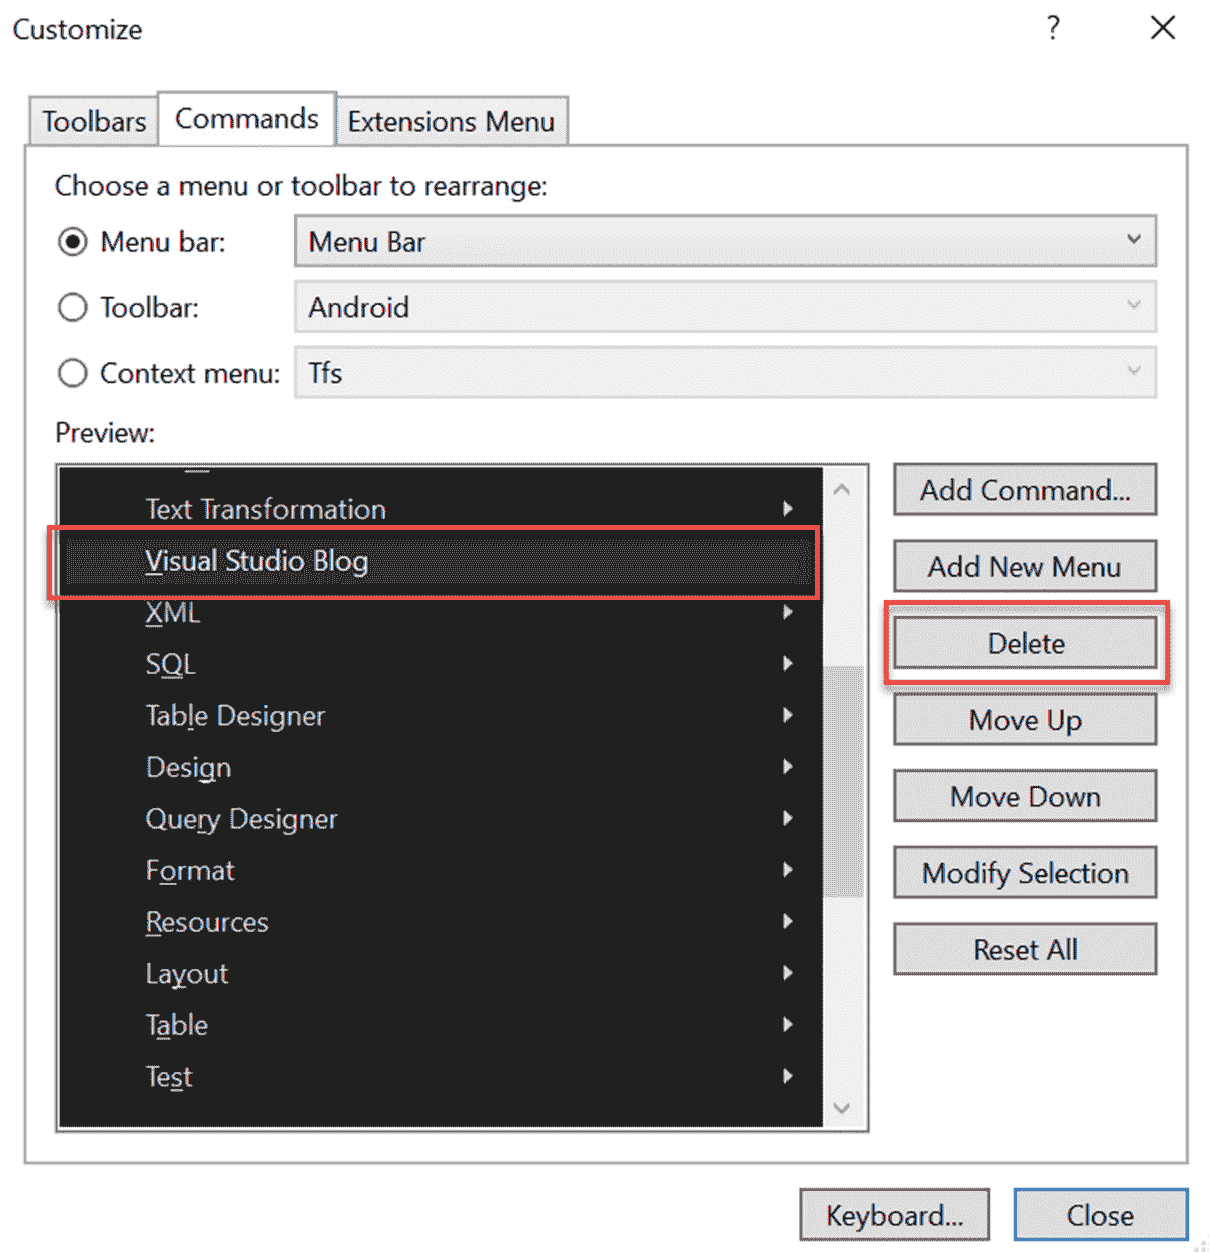 Customize ?
Toolbars Commands Extensions Menu
Choose a menu or toolbar to rearrange:
Menu bar: Menu Bar
Toolbar: Android
Context menu: Tfs
Preview:
Text Transformation
Visual Studio Blog
XML
SQL
Table Designer
Design
Query Designer
Format
Resources
Layout
Table
Test
Add Command...
Add New Menu
Delete
Move Up
Move Down
Modify Selection
Reset All
Keyboard... Close